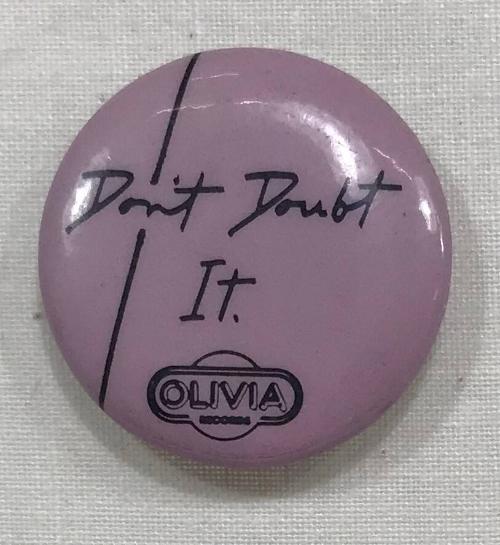 Don't Doubt
It.
OLIVIA
RECORDS